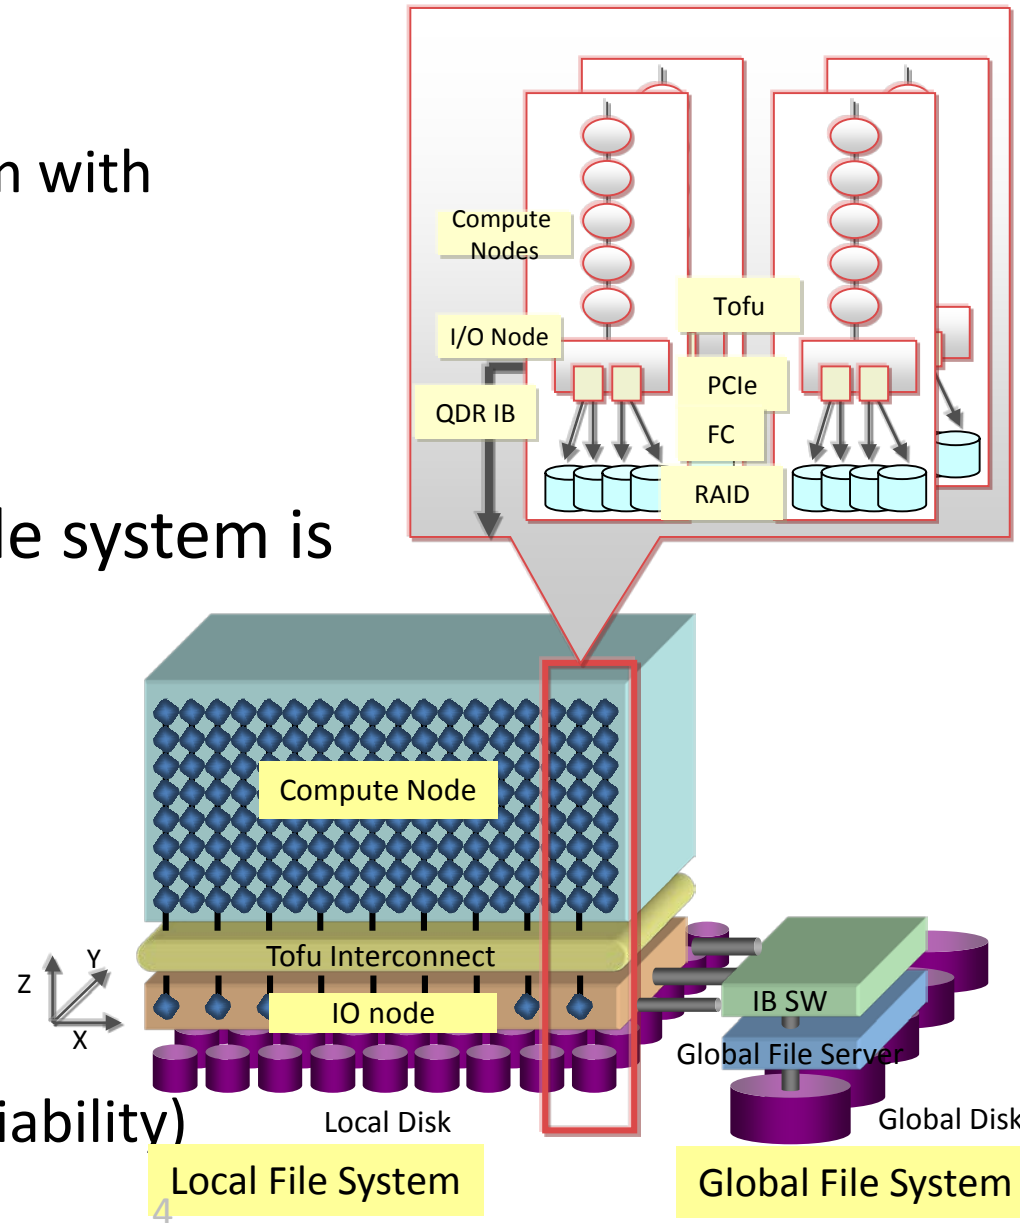 m with
Compute
Nodes
Tofu
I/O Node
PCIe
QDR IB
FC
RAID
le system is
Compute Node
Tofu Interconnect
Z
Y
X
IO node
IB SW
Global File Server
iability)
Local Disk
Global Disk
Local File System
Global File System
4